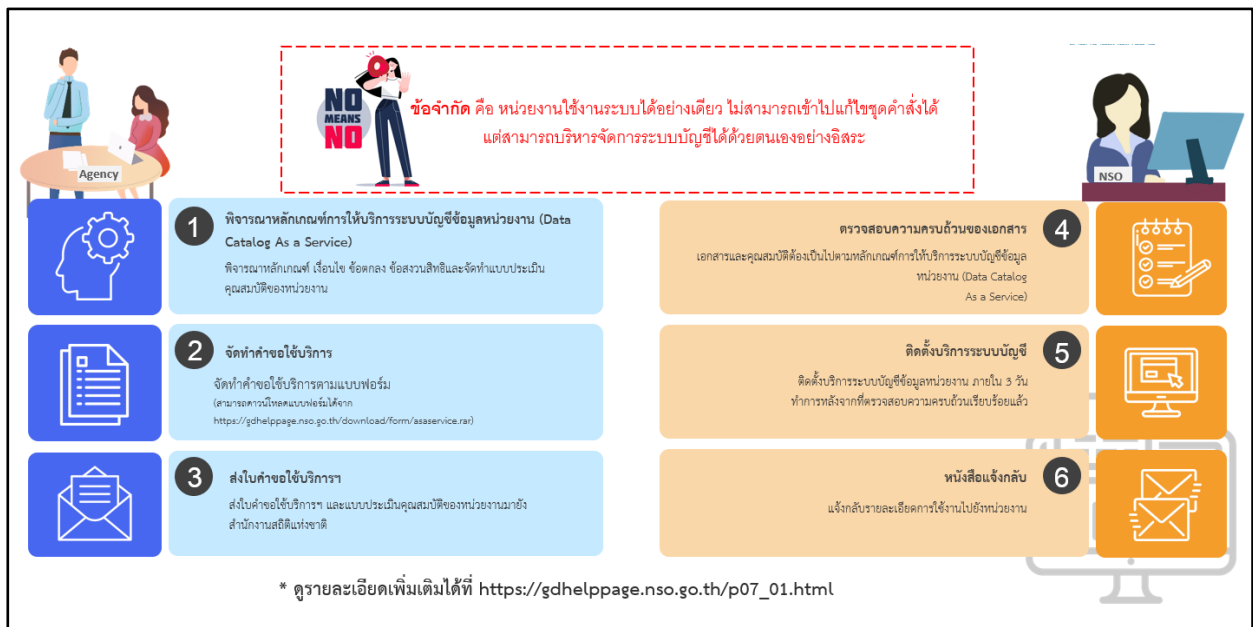 NO
MEANS
NO
ข้อจำกัด คือ หน่วยงานใช้งานระบบได้อย่างเดียว ไม่สามารถเข้าไปแก้ไขชุดคำสั่งได้
แต่สามารถบริหารจัดการระบบบัญชีได้ด้วยตนเองอย่างอิสระ
Agency
NSO
1
พิจารณาหลักเกณฑ์การให้บริการระบบบัญชีข้อมูลหน่วยงาน (Data
Catalog As a Service)
พิจารณาหลักเกณฑ์ เงื่อนไข ข้อตกลง ข้อสงวนสิทธิและจัดทำแบบประเมิน
คุณสมบัติของหน่วยงาน
2
จัดทำคำขอใช้บริการ
จัดทำคำขอใช้บริการตามแบบฟอร์ม
(สามารถดาวน์โหลดแบบฟอร์มได้จาก
https://gdhelppage.nso.go.th/download/form/asaservice.rar)
3
ส่งใบคำขอใช้บริการฯ
ส่งใบคำขอใช้บริการฯ และแบบประเมินคุณสมบัติของหน่วยงานมายัง
สำนักงานสถิติแห่งชาติ
ตรวจสอบความครบถ้วนของเอกสาร
4
เอกสารและคุณสมบัติต้องเป็นไปตามหลักเกณฑ์การให้บริการระบบบัญชีข้อมูล
หน่วยงาน (Data Catalog
As a Service)
ติดตั้งบริการระบบบัญชี
5
ติดตั้งบริการระบบบัญชีข้อมูลหน่วยงาน ภายใน 3 วัน
ทำการหลังจากที่ตรวจสอบความครบถ้วนเรียบร้อยแล้ว
หนังสือแจ้งกลับ
6
แจ้งกลับรายละเอียดการใช้งานไปยังหน่วยงาน
* ดูรายละเอียดเพิ่มเติมได้ที่ https://gdhelppage.nso.go.th/p07_01.html